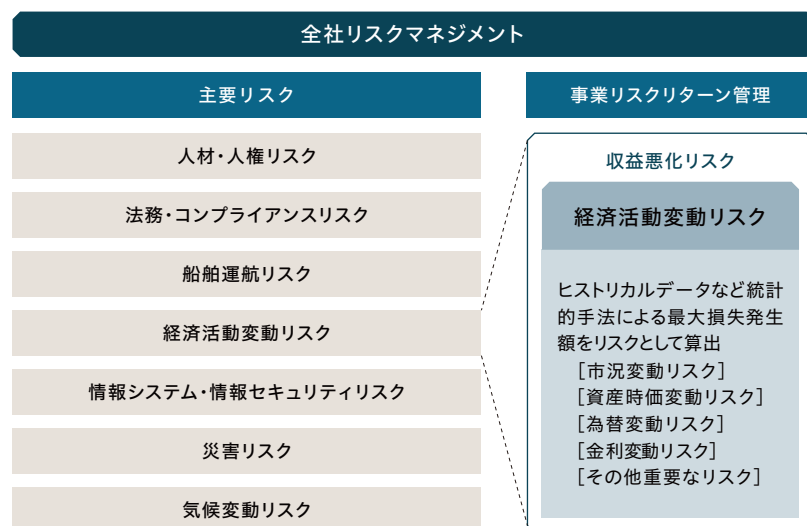 全社リスクマネジメント
主要リスク
人材・人権リスク
法務・コンプライアンスリスク
船舶運航リスク
経済活動変動リスク
情報システム・情報セキュリティリスク
災害リスク
気候変動リスク
事業リスクリターン管理
収益悪化リスク
経済活動変動リスク
ヒストリカルデータなど統計
的手法による最大損失発生
額をリスクとして算出
［市況変動リスク］
［資産時価変動リスク］
［為替変動リスク］
［金利変動リスク］
［その他重要なリスク］